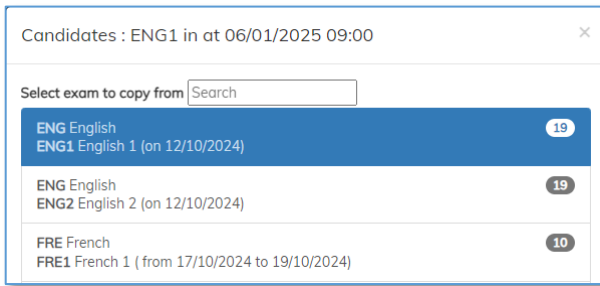 Candidates : ENG1 in at 06/01/2025 09:00 ×
Select exam to copy from Search
ENG English 19
ENG1 English 1 (on 12/10/2024)
ENG English 19
ENG2 English 2 (on 12/10/2024)
FRE French 10
FRE1 French 1 ( from 17/10/2024 to 19/10/2024)